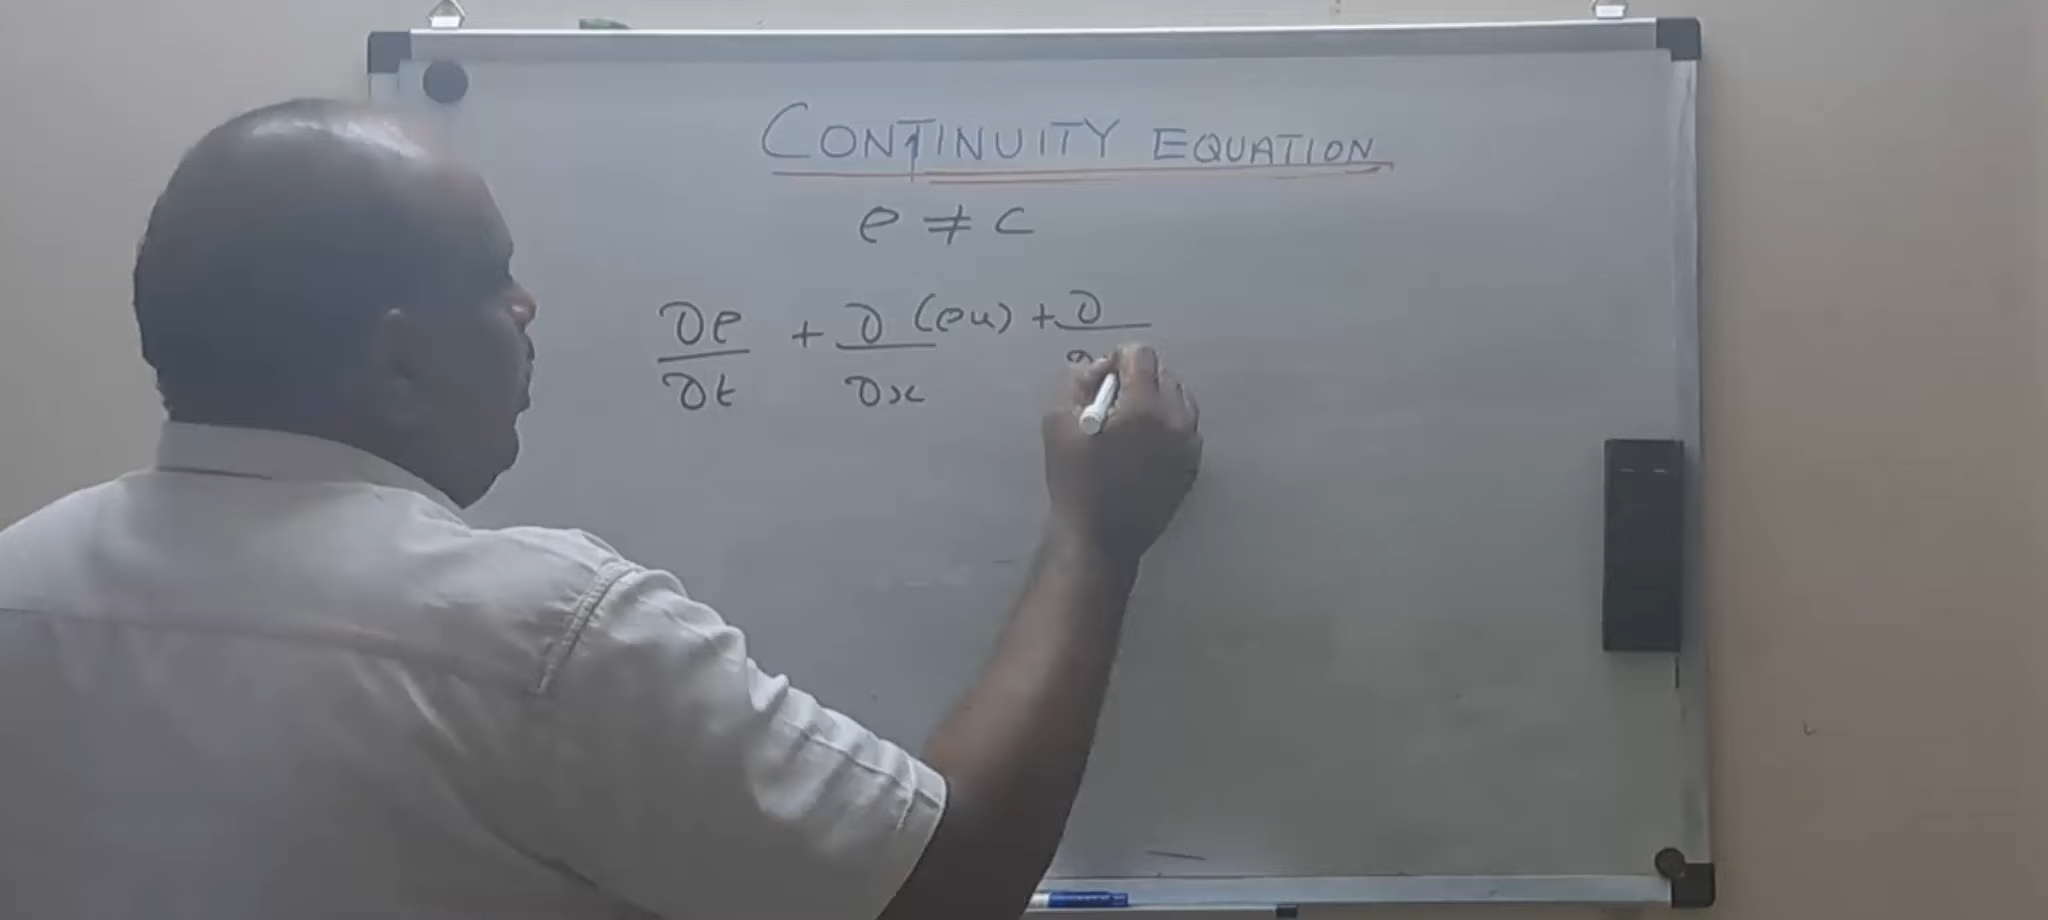 CONTINUITY EQUATION
ρ ≠ C
∂ρ/∂t + ∂/∂x (ρu) + ∂/∂